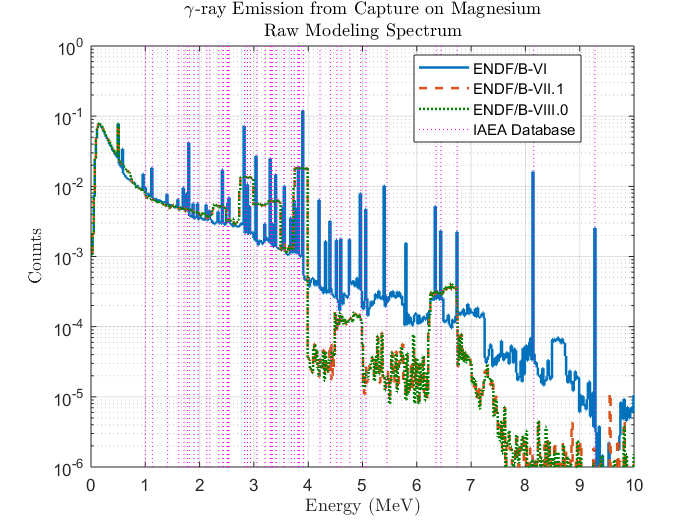 γ-ray Emission from Capture on Magnesium
Raw Modeling Spectrum
10^0
10^-1
10^-2
10^-3
10^-4
10^-5
10^-6
Counts
ENDF/B-VI
ENDF/B-VII.1
ENDF/B-VIII.0
IAEA Database
0 1 2 3 4 5 6 7 8 9 10
Energy (MeV)